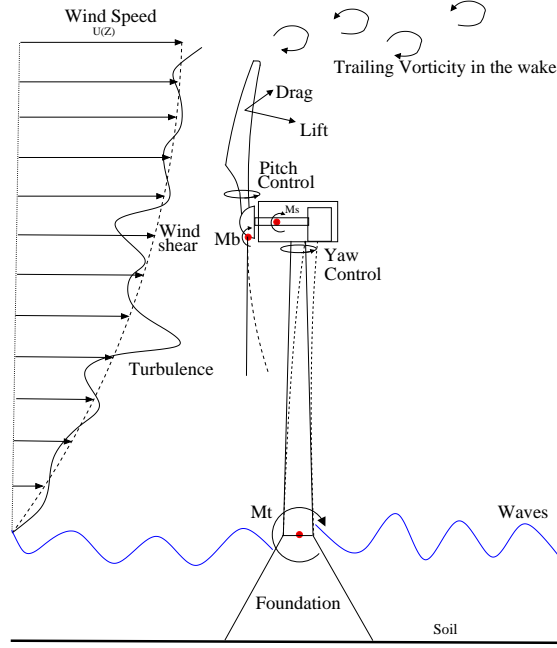 Wind Speed
U(Z)
Trailing Vorticity in the wake
Drag
Lift
Pitch
Control
Ms
Wind
shear
Mb
Yaw
Control
Turbulence
Mt
Waves
Foundation
Soil